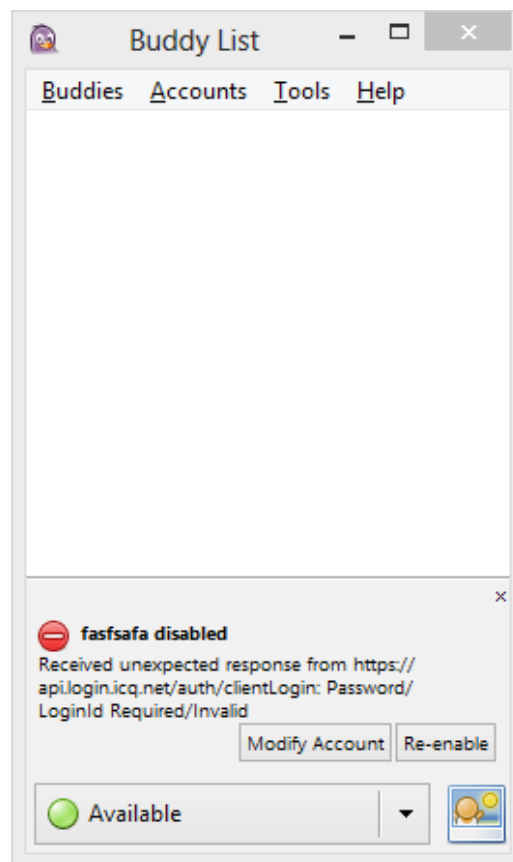 Buddy List
Buddies Accounts Tools Help
fasfsafa disabled
Received unexpected response from https://
api.login.icq.net/auth/clientLogin: Password/
LoginId Required/Invalid
Modify Account Re-enable
Available